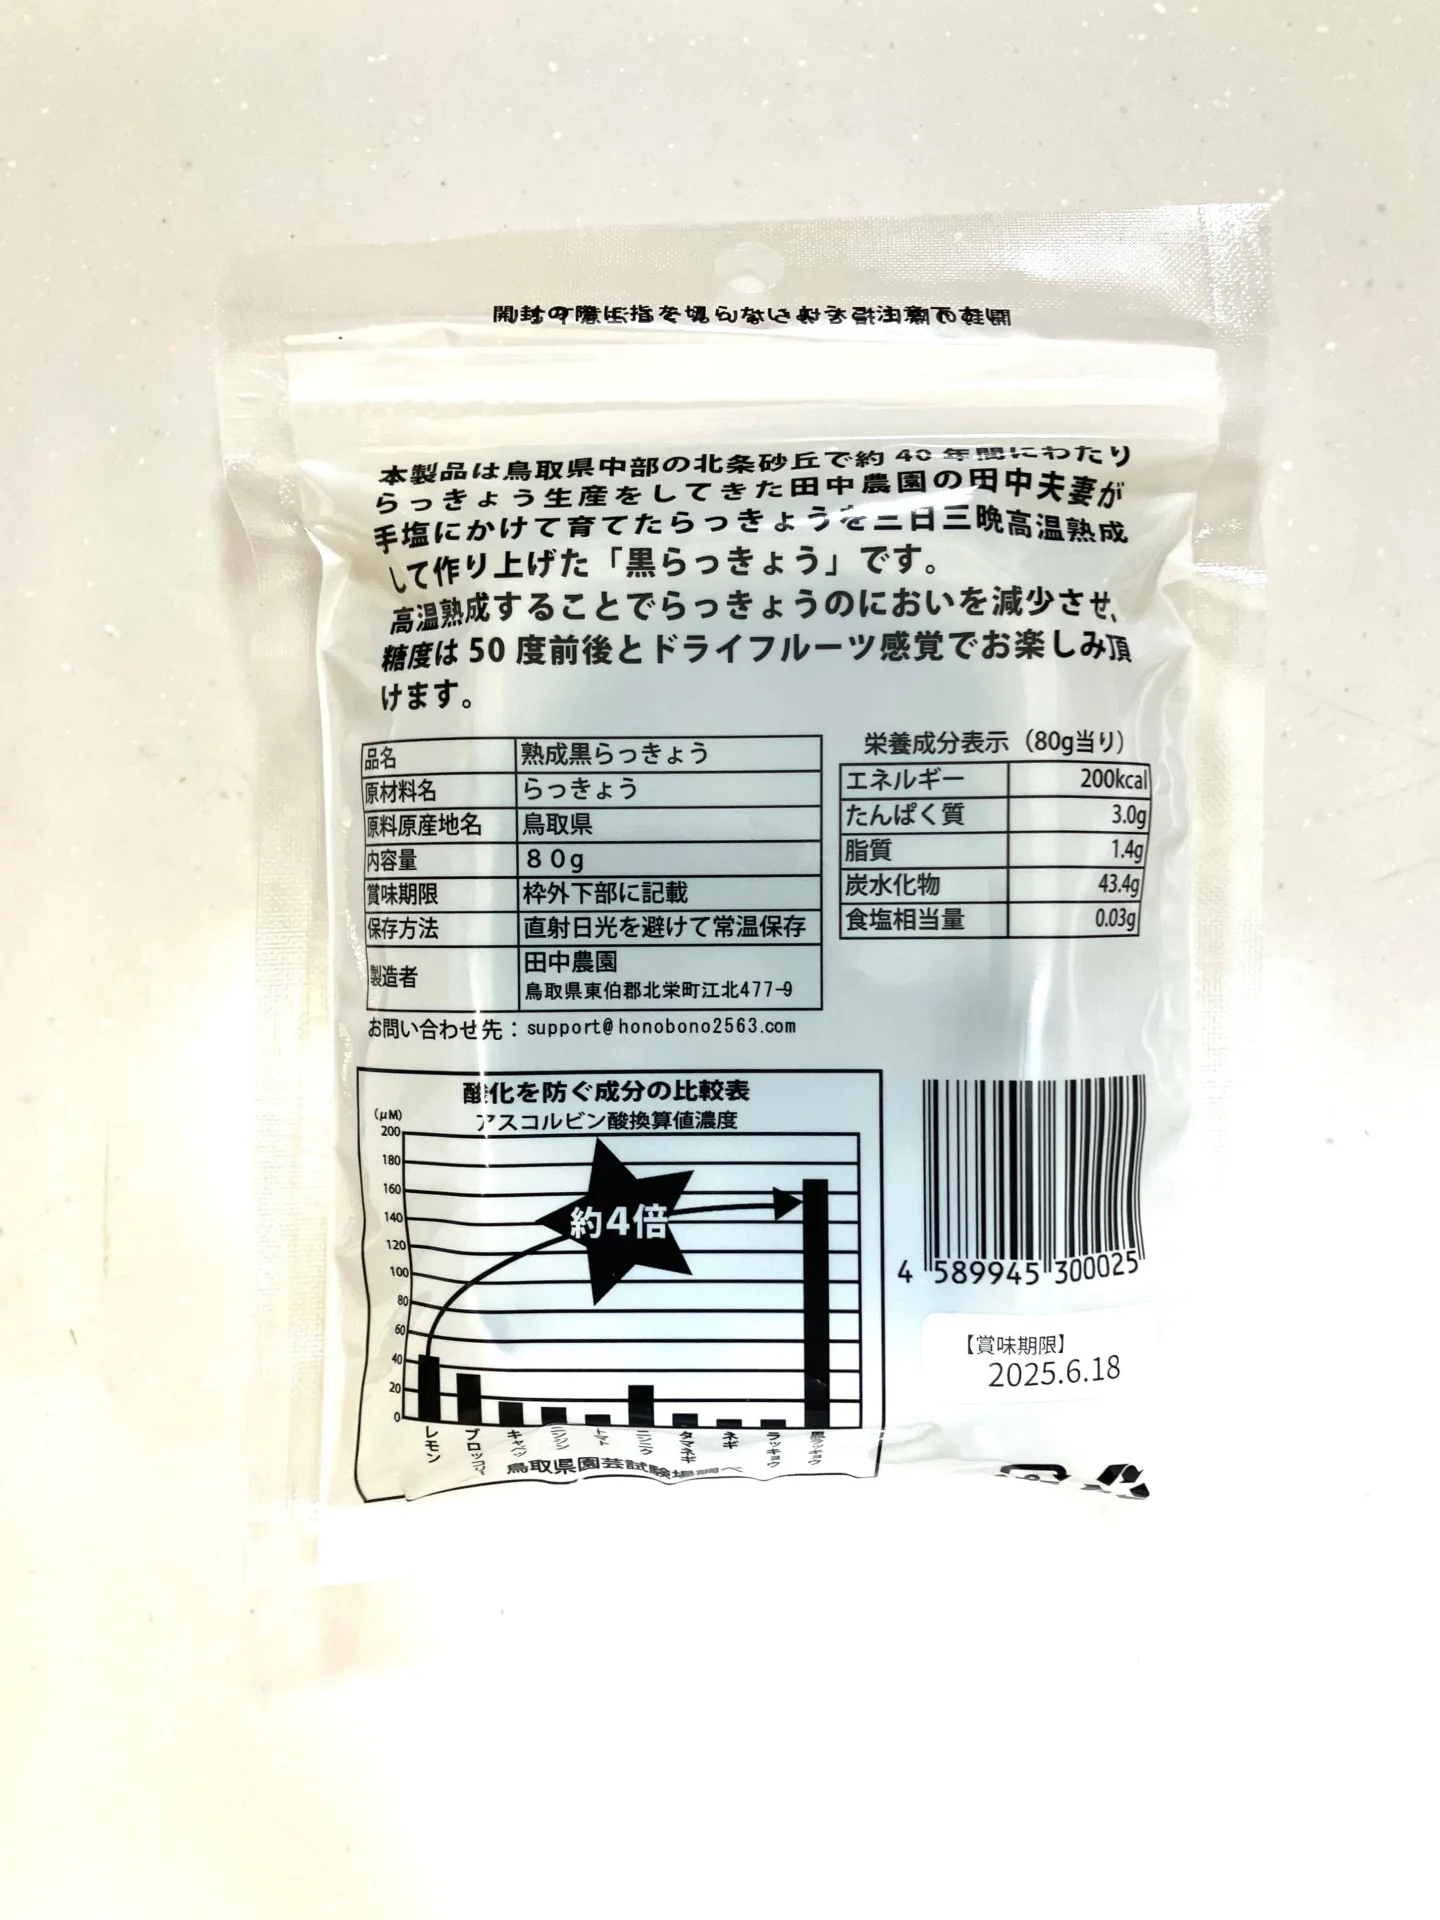 本製品は鳥取県中部の北条砂丘で約 40 年間にわたり
らっきょう生産をしてきた田中農園の田中夫妻が
手塩にかけて育てたらっきょうを三日三晩高温熟成
して作り上げた「黒らっきょう」です。
高温熟成することでらっきょうのにおいを減少させ、
糖度は 50 度前後とドライフルーツ感覚でお楽しみ頂
けます。
品名 熟成黒らっきょう
原材料名 らっきょう
原料原産地名 鳥取県
内容量 80g
賞味期限 枠外下部に記載
保存方法 直射日光を避けて常温保存
製造者 田中農園
鳥取県東伯郡北栄町江北477-9
お問い合わせ先：support@honobono2563.com
栄養成分表示（80g当り）
エネルギー 200kcal
たんぱく質 3.0g
脂質 1.4g
炭水化物 43.4g
食塩相当量 0.03g
酸化を防ぐ成分の比較表
アスコルビン酸換算値濃度
(μM)
200
180
160
140
120
100
80
60
40
20
0
約4倍
レモン
ブロッコリー
キャベツ
ニンジン
トマト
ニンニク
タマネギ
ネギ
ラッキョウ
黒ラッキョウ
鳥取県園芸試験場調べ
4 589945 300025
【賞味期限】
2025.6.18